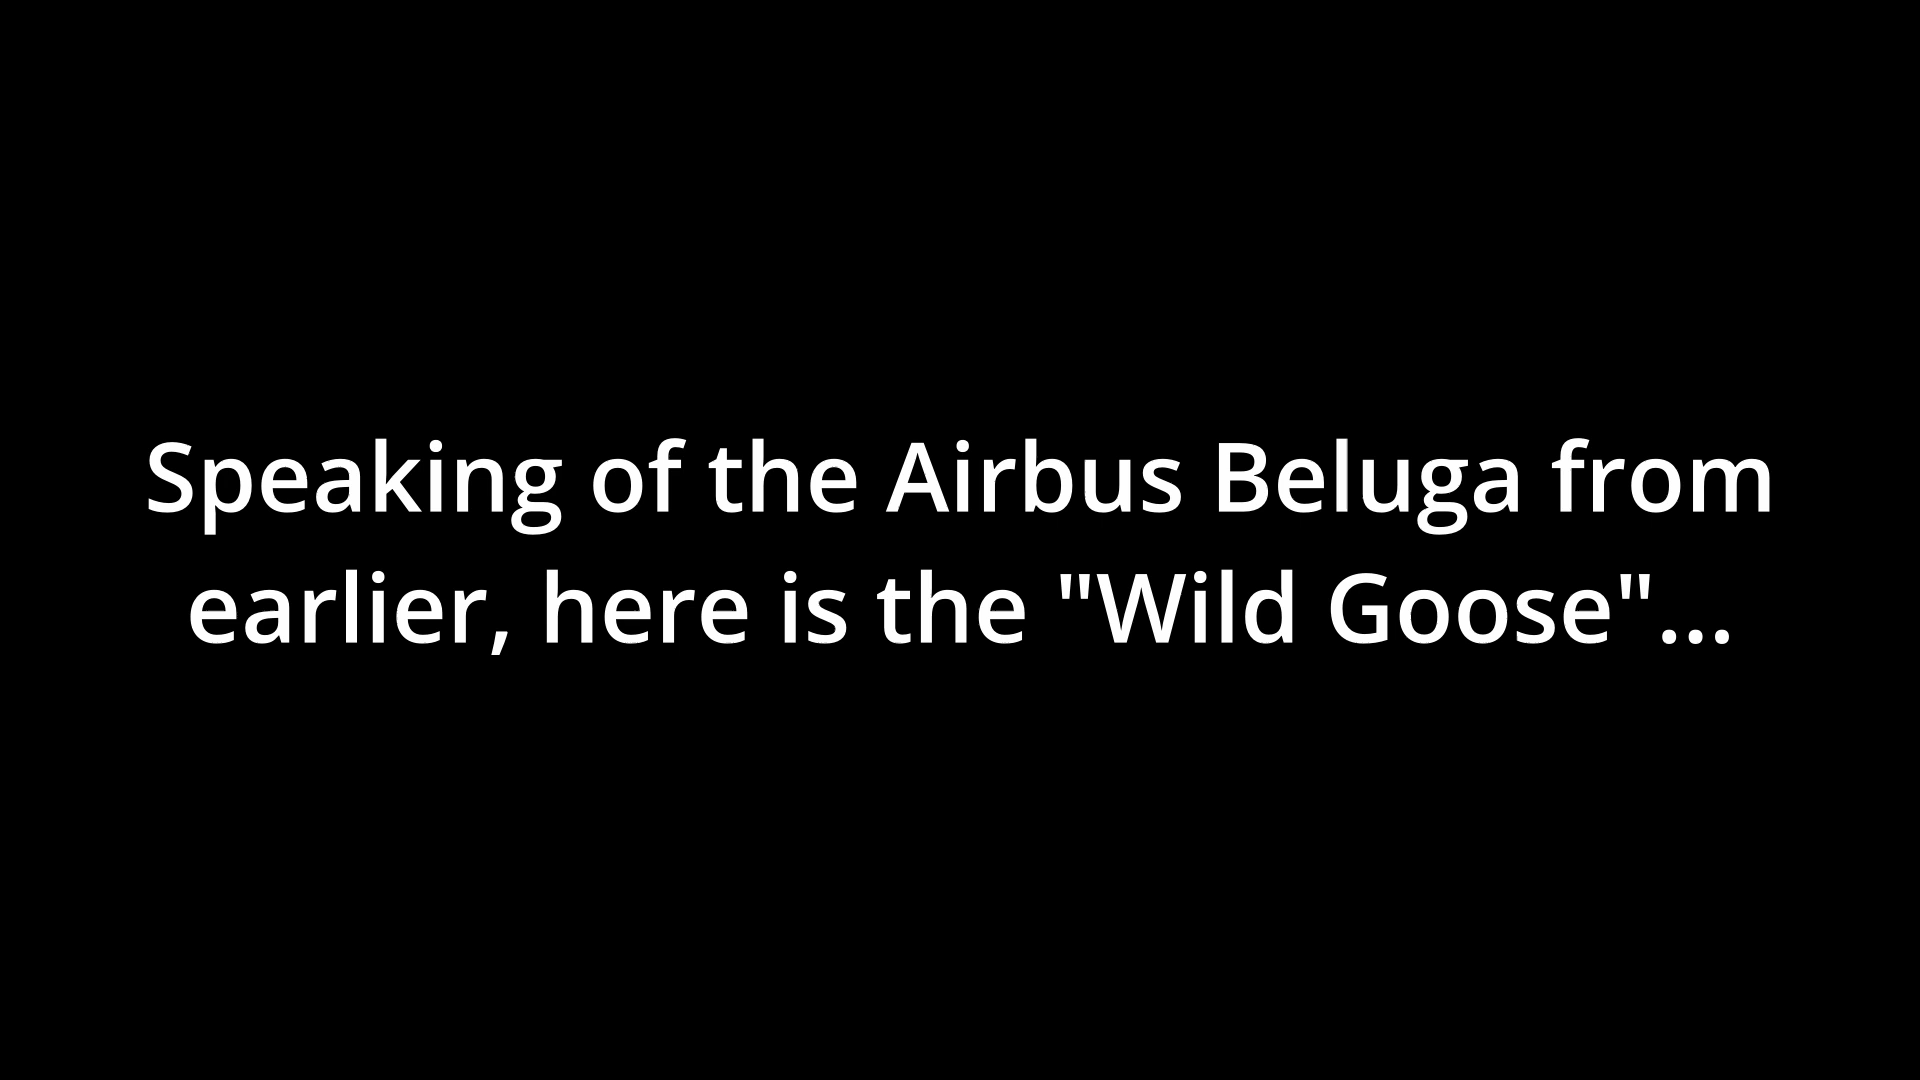 Speaking of the Airbus Beluga from
earlier, here is the "Wild Goose"...